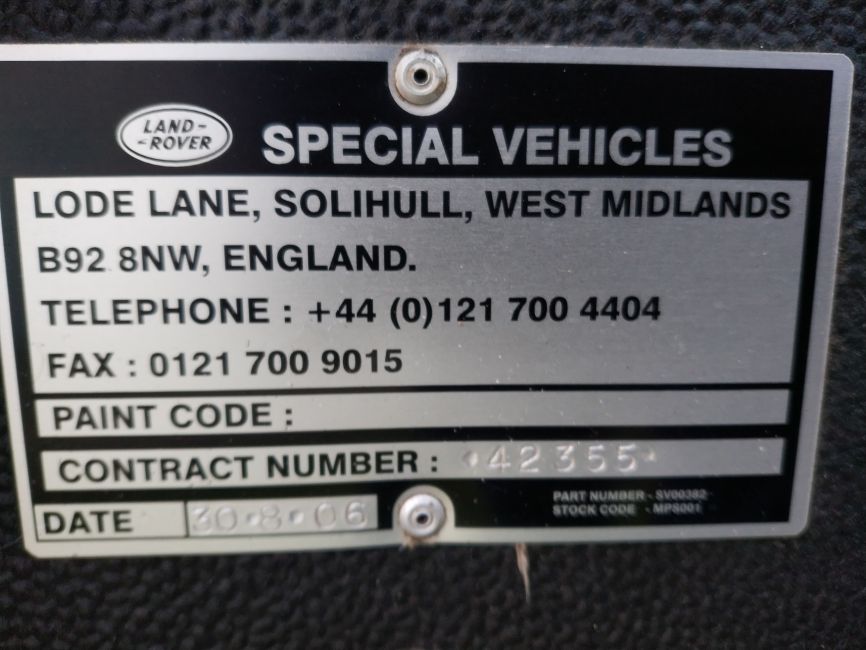 LAND-
-ROVER
SPECIAL VEHICLES
LODE LANE, SOLIHULL, WEST MIDLANDS
B92 8NW, ENGLAND.
TELEPHONE : +44 (0)121 700 4404
FAX : 0121 700 9015
PAINT CODE :
CONTRACT NUMBER : *42355*
DATE 30·8·06
PART NUMBER - SV00382
STOCK CODE - MPS001